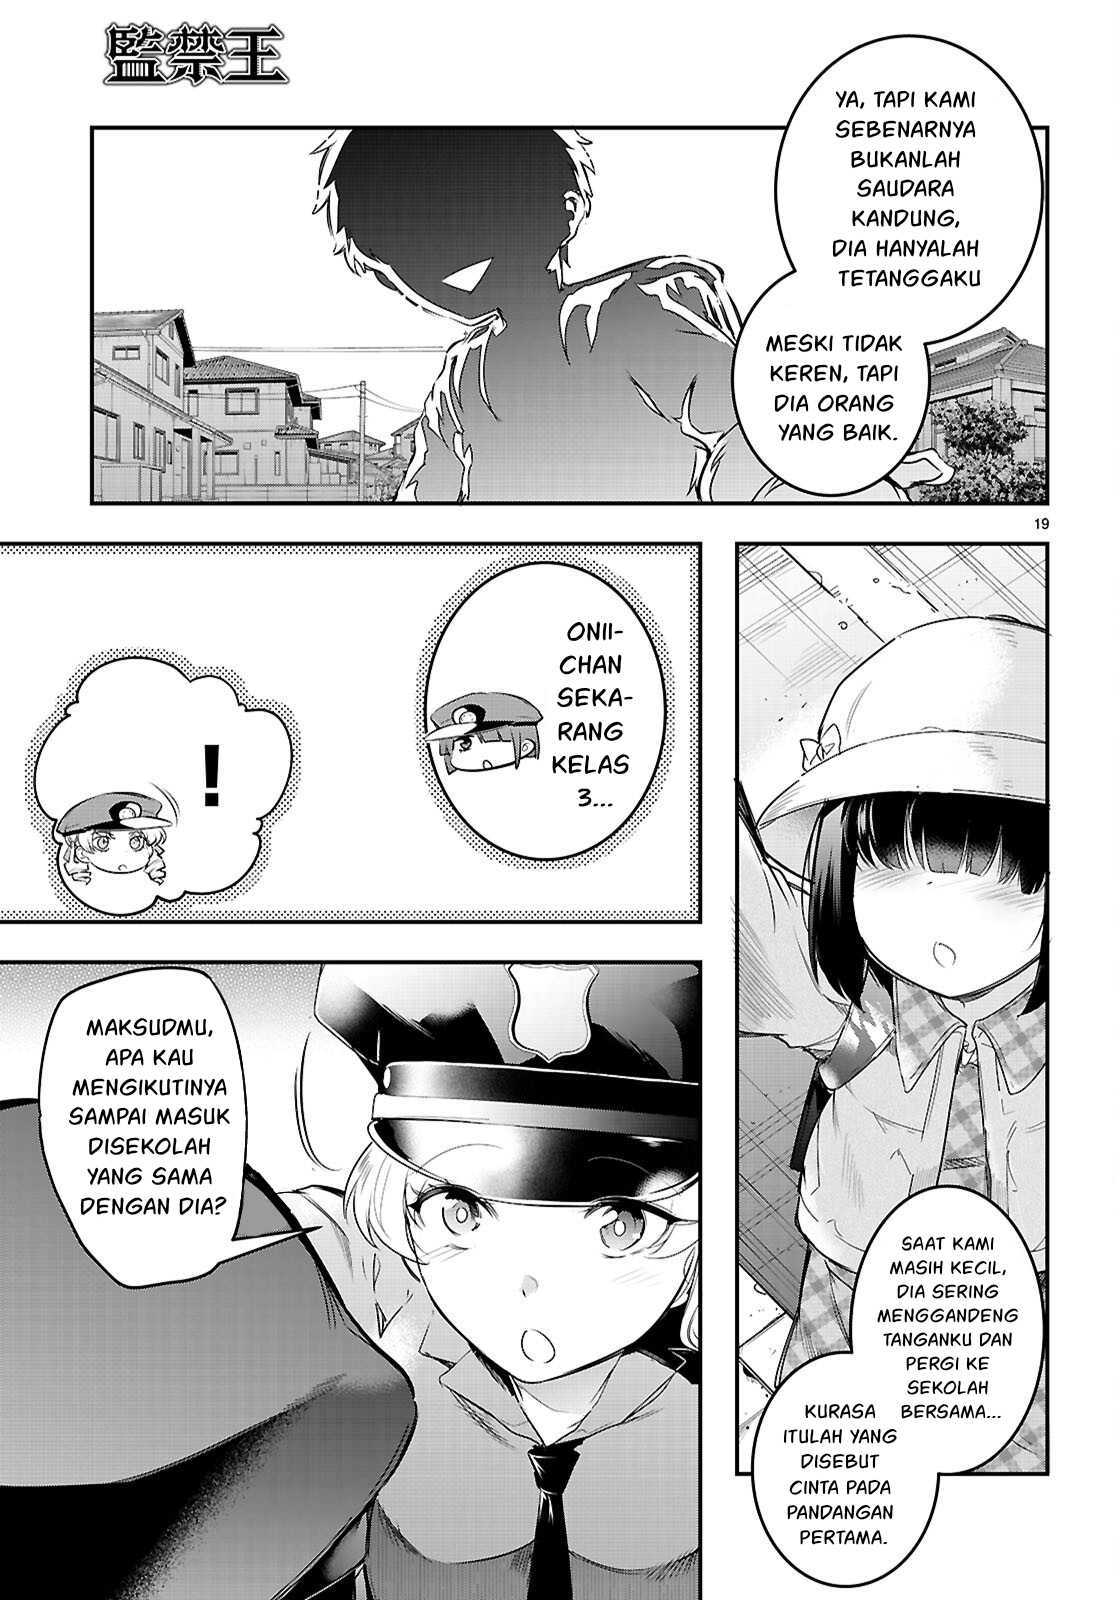 監禁王
YA, TAPI KAMI
SEBENARNYA
BUKANLAH
SAUDARA
KANDUNG,
DIA HANYALAH
TETANGGAKU
MESKI TIDAK
KEREN, TAPI
DIA ORANG
YANG BAIK.
19
SAAT KAMI
MASIH KECIL,
DIA SERING
MENGGANDENG
TANGANKU DAN
PERGI KE
SEKOLAH
BERSAMA...
KURASA
ITULAH YANG
DISEBUT
CINTA PADA
PANDANGAN
PERTAMA.
ONII-
CHAN
SEKA-
RANG
KELAS
3...
!
MAKSUDMU,
APA KAU
MENGIKUTINYA
SAMPAI MASUK
DISEKOLAH
YANG SAMA
DENGAN DIA?